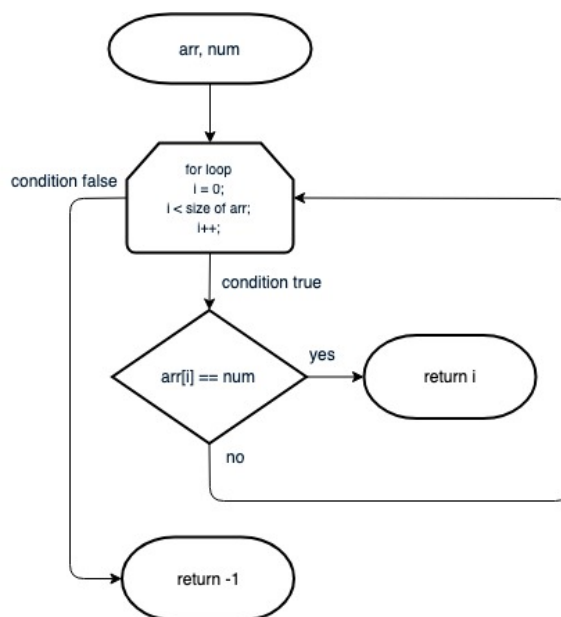 arr, num
for loop
i = 0;
i < size of arr;
i++;
condition false
condition true
arr[i] == num
yes
return i
no
return -1